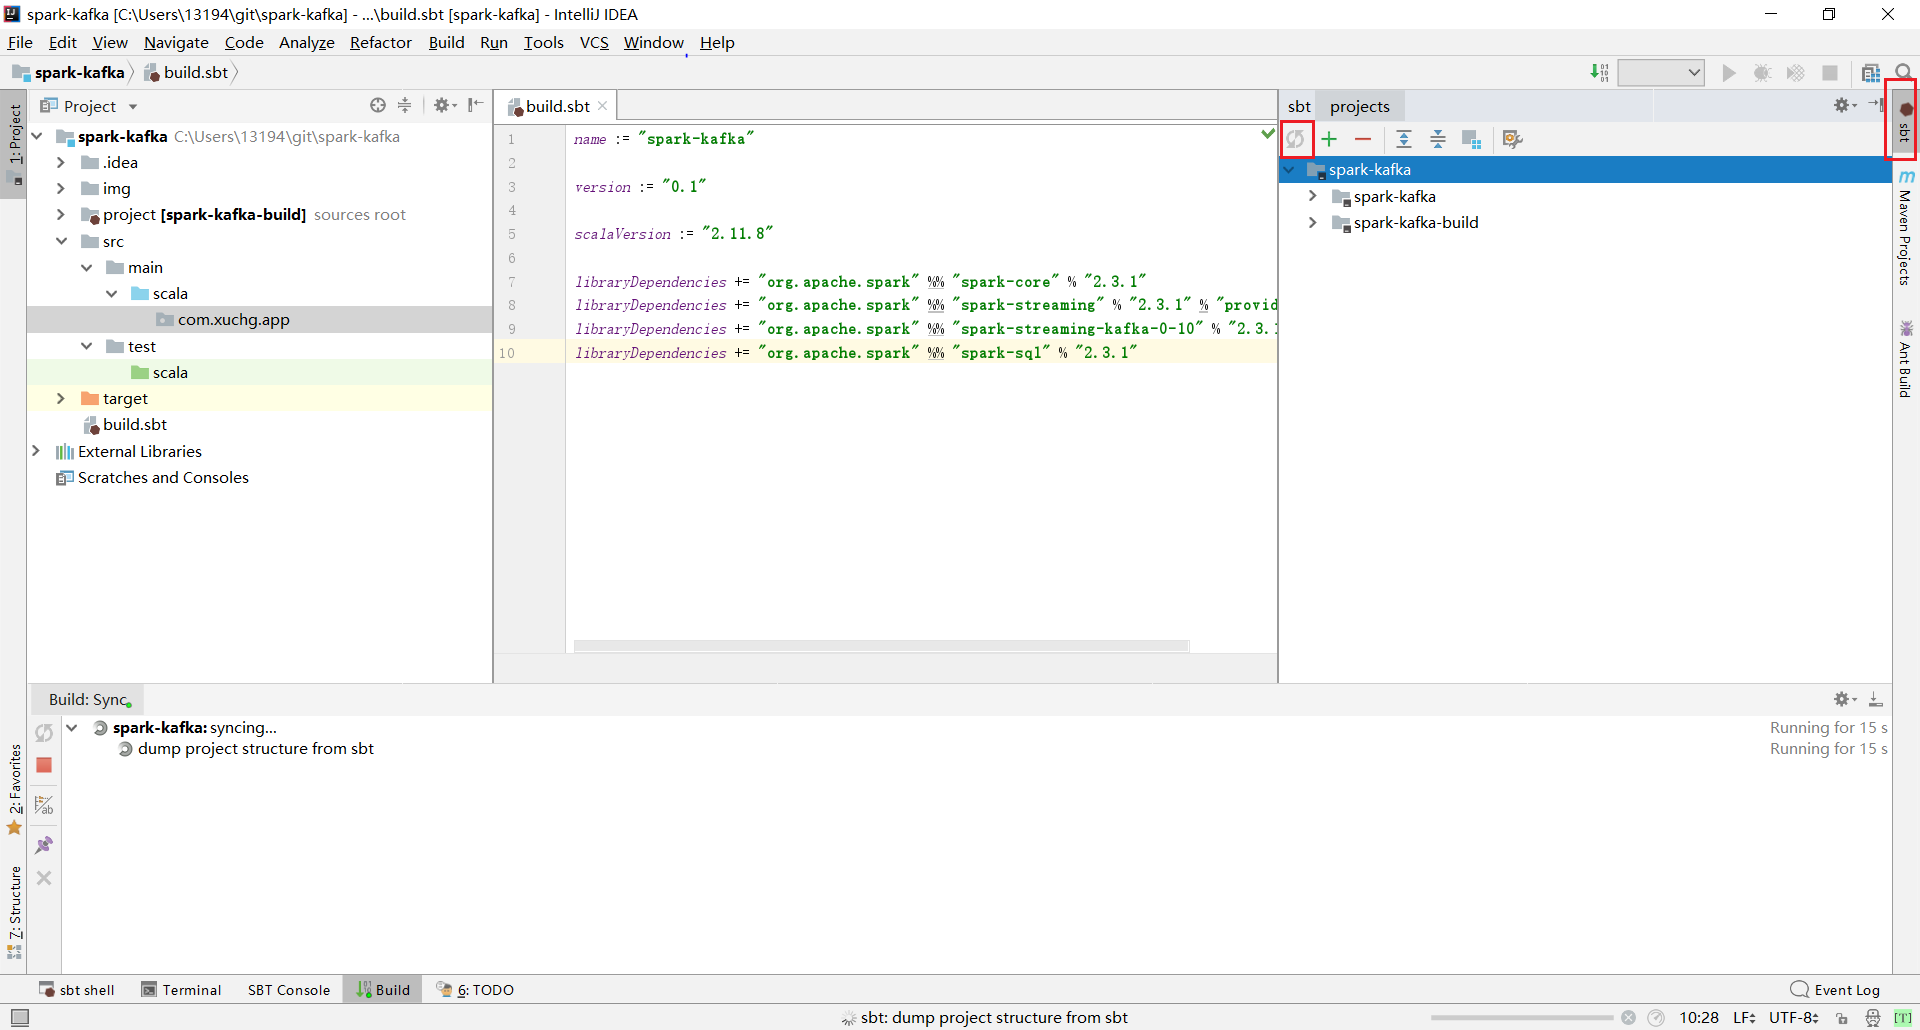 spark-kafka [C:\Users\13194\git\spark-kafka] - ...\build.sbt [spark-kafka] - IntelliJ IDEA
File Edit View Navigate Code Analyze Refactor Build Run Tools VCS Window Help
spark-kafka build.sbt
Project
build.sbt
sbt projects
1: Project
spark-kafka C:\Users\13194\git\spark-kafka
.idea
img
project [spark-kafka-build] sources root
src
main
scala
com.xuchg.app
test
scala
target
build.sbt
External Libraries
Scratches and Consoles
1 name := "spark-kafka"
2
3 version := "0.1"
4
5 scalaVersion := "2.11.8"
6
7 libraryDependencies += "org.apache.spark" %% "spark-core" % "2.3.1"
8 libraryDependencies += "org.apache.spark" %% "spark-streaming" % "2.3.1" % "provid
9 libraryDependencies += "org.apache.spark" %% "spark-streaming-kafka-0-10" % "2.3.1
10 libraryDependencies += "org.apache.spark" %% "spark-sql" % "2.3.1"
spark-kafka
spark-kafka
spark-kafka-build
sbt
Maven Projects
Ant Build
Build: Sync
spark-kafka: syncing... Running for 15 s
dump project structure from sbt Running for 15 s
2: Favorites
7: Structure
sbt shell Terminal SBT Console Build 6: TODO Event Log
sbt: dump project structure from sbt 10:28 LF UTF-8 [T]